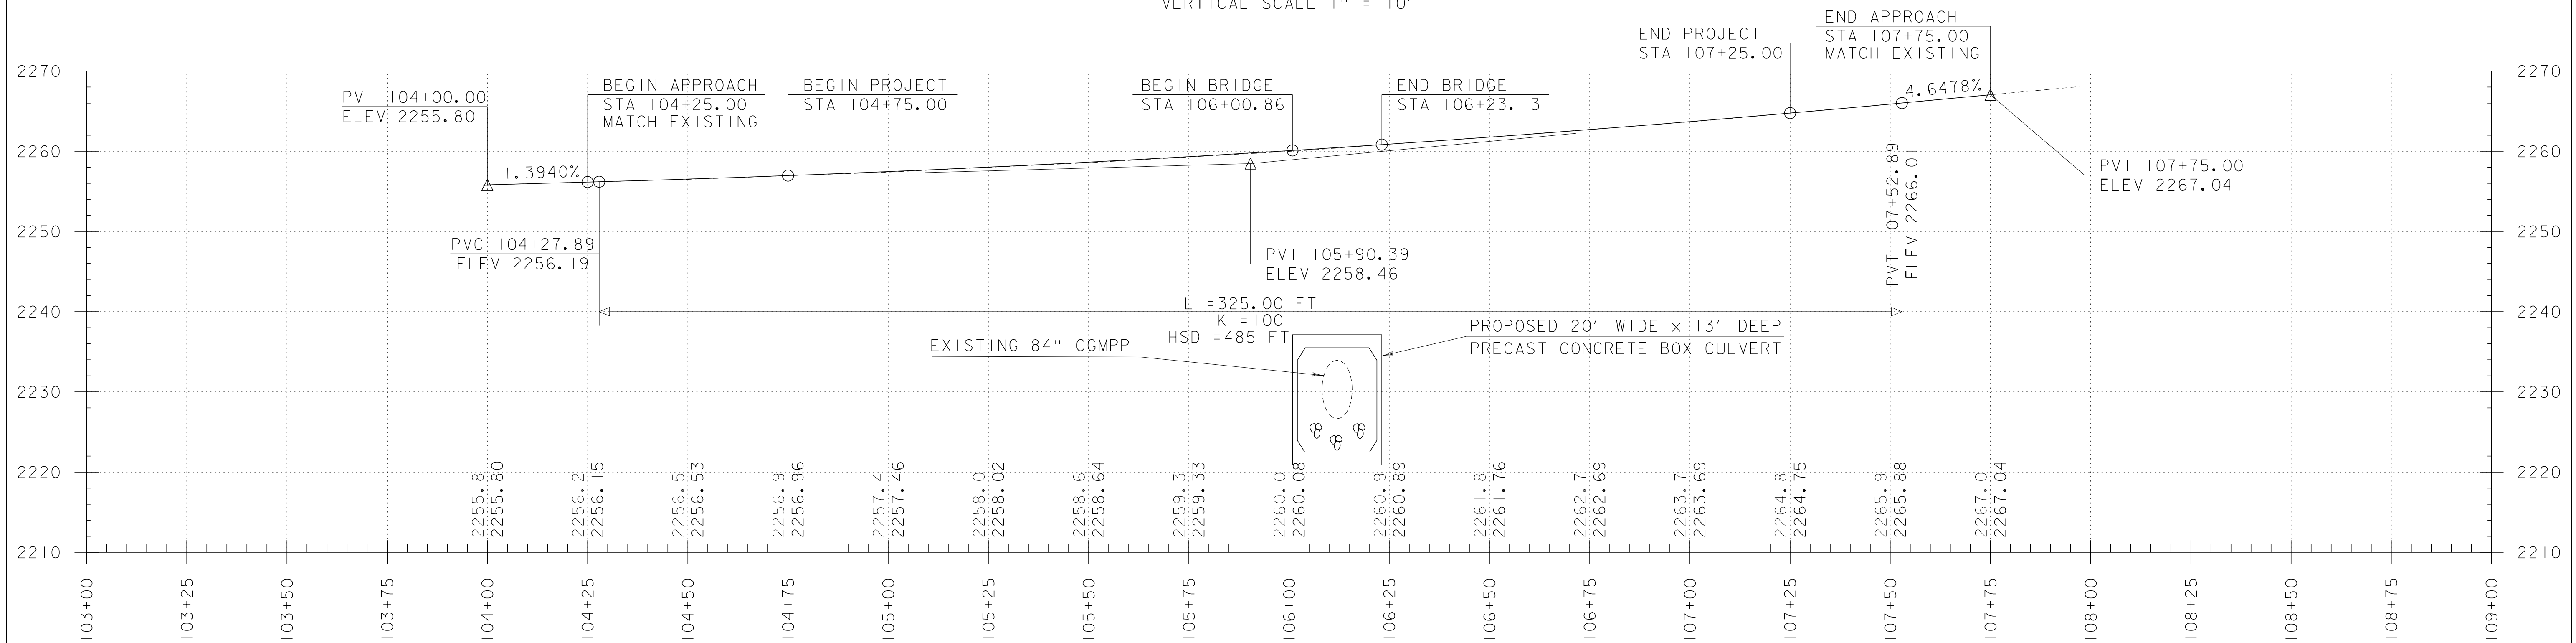 VERTICAL SCALE 1" = 10'
END APPROACH
STA 107+75.00
MATCH EXISTING
END PROJECT
STA 107+25.00
2270
PVI 104+00.00
ELEV 2255.80
BEGIN APPROACH
STA 104+25.00
MATCH EXISTING
BEGIN PROJECT
STA 104+75.00
BEGIN BRIDGE
STA 106+00.86
END BRIDGE
STA 106+23.13
4.6478%
2270
2260
1.3940%
PVI 107+75.00
ELEV 2267.04
2260
2250
PVC 104+27.89
ELEV 2256.19
PVI 105+90.39
ELEV 2258.46
PVT 107+52.89
ELEV 2266.01
2250
2240
L =325.00 FT
K =100
HSD =485 FT
2240
EXISTING 84" CGMPP
PROPOSED 20' WIDE x 13' DEEP
PRECAST CONCRETE BOX CULVERT
2230
2230
2220
2220
2255.8
2255.80
2256.2
2256.15
2256.5
2256.53
2256.9
2256.96
2257.4
2257.46
2258.0
2258.02
2258.6
2258.64
2259.3
2259.33
2260.0
2260.08
2260.9
2260.89
2261.8
2261.76
2262.7
2262.69
2263.7
2263.69
2264.8
2264.75
2265.9
2265.88
2267.0
2267.04
2210
2210
103+00
103+25
103+50
103+75
104+00
104+25
104+50
104+75
105+00
105+25
105+50
105+75
106+00
106+25
106+50
106+75
107+00
107+25
107+50
107+75
108+00
108+25
108+50
108+75
109+00